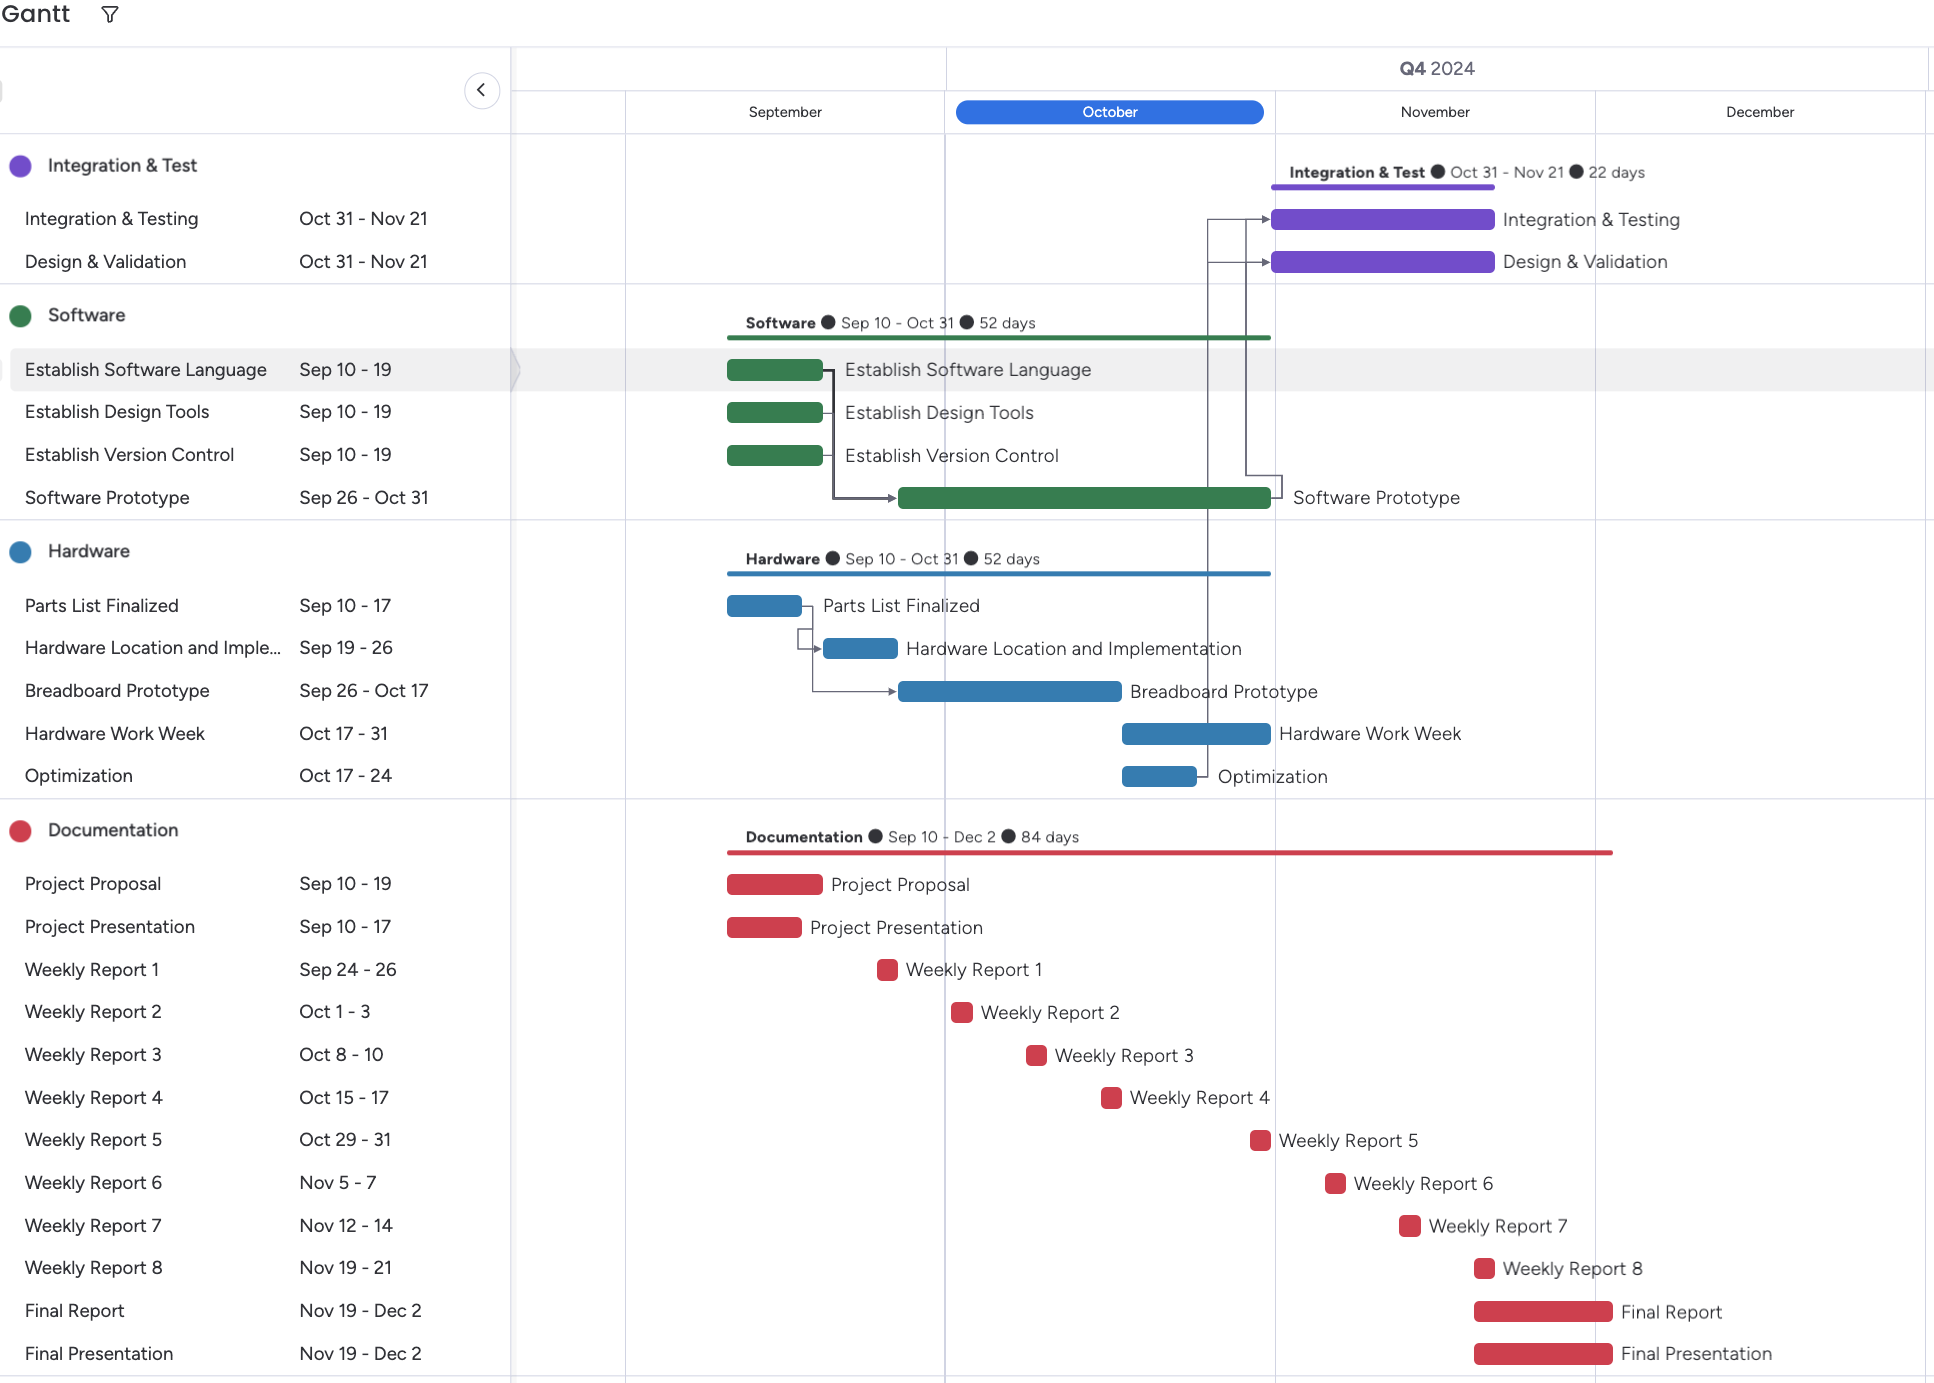 Gantt
Q4 2024
September
October
November
December
Integration & Test
Integration & Test ● Oct 31 - Nov 21 ● 22 days
Integration & Testing Oct 31 - Nov 21 Integration & Testing
Design & Validation Oct 31 - Nov 21 Design & Validation
Software
Software ● Sep 10 - Oct 31 ● 52 days
Establish Software Language Sep 10 - 19 Establish Software Language
Establish Design Tools Sep 10 - 19 Establish Design Tools
Establish Version Control Sep 10 - 19 Establish Version Control
Software Prototype Sep 26 - Oct 31 Software Prototype
Hardware
Hardware ● Sep 10 - Oct 31 ● 52 days
Parts List Finalized Sep 10 - 17 Parts List Finalized
Hardware Location and Imple... Sep 19 - 26 Hardware Location and Implementation
Breadboard Prototype Sep 26 - Oct 17 Breadboard Prototype
Hardware Work Week Oct 17 - 31 Hardware Work Week
Optimization Oct 17 - 24 Optimization
Documentation
Documentation ● Sep 10 - Dec 2 ● 84 days
Project Proposal Sep 10 - 19 Project Proposal
Project Presentation Sep 10 - 17 Project Presentation
Weekly Report 1 Sep 24 - 26 Weekly Report 1
Weekly Report 2 Oct 1 - 3 Weekly Report 2
Weekly Report 3 Oct 8 - 10 Weekly Report 3
Weekly Report 4 Oct 15 - 17 Weekly Report 4
Weekly Report 5 Oct 29 - 31 Weekly Report 5
Weekly Report 6 Nov 5 - 7 Weekly Report 6
Weekly Report 7 Nov 12 - 14 Weekly Report 7
Weekly Report 8 Nov 19 - 21 Weekly Report 8
Final Report Nov 19 - Dec 2 Final Report
Final Presentation Nov 19 - Dec 2 Final Presentation